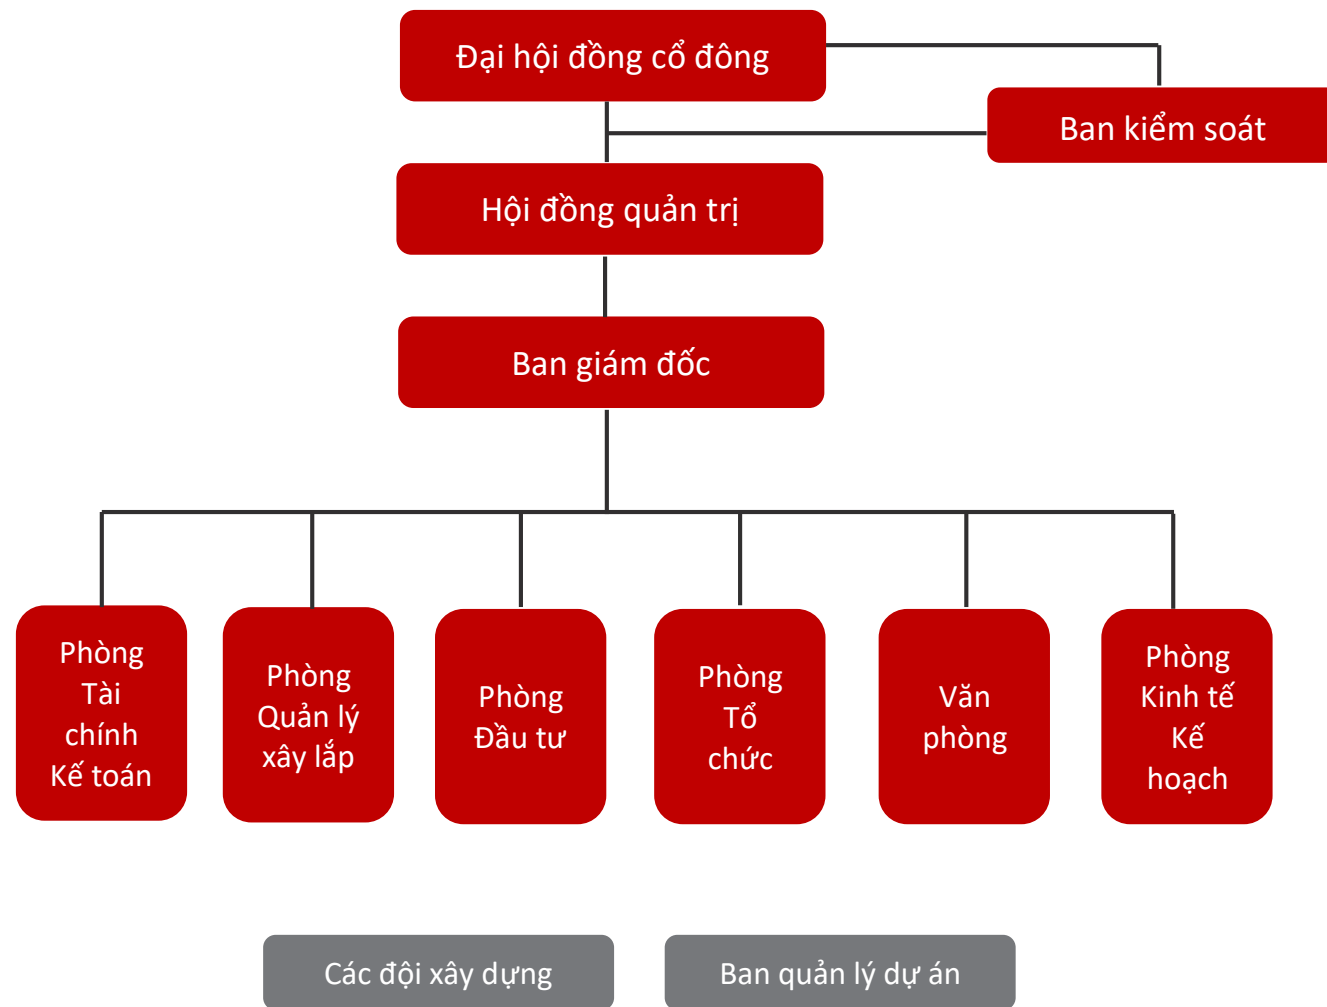 Đại hội đồng cổ đông
Ban kiểm soát
Hội đồng quản trị
Ban giám đốc
Phòng
Tài
chính
Kế toán
Phòng
Quản lý
xây lắp
Phòng
Đầu tư
Phòng
Tổ
chức
Văn
phòng
Phòng
Kinh tế
Kế
hoạch
Các đội xây dựng
Ban quản lý dự án